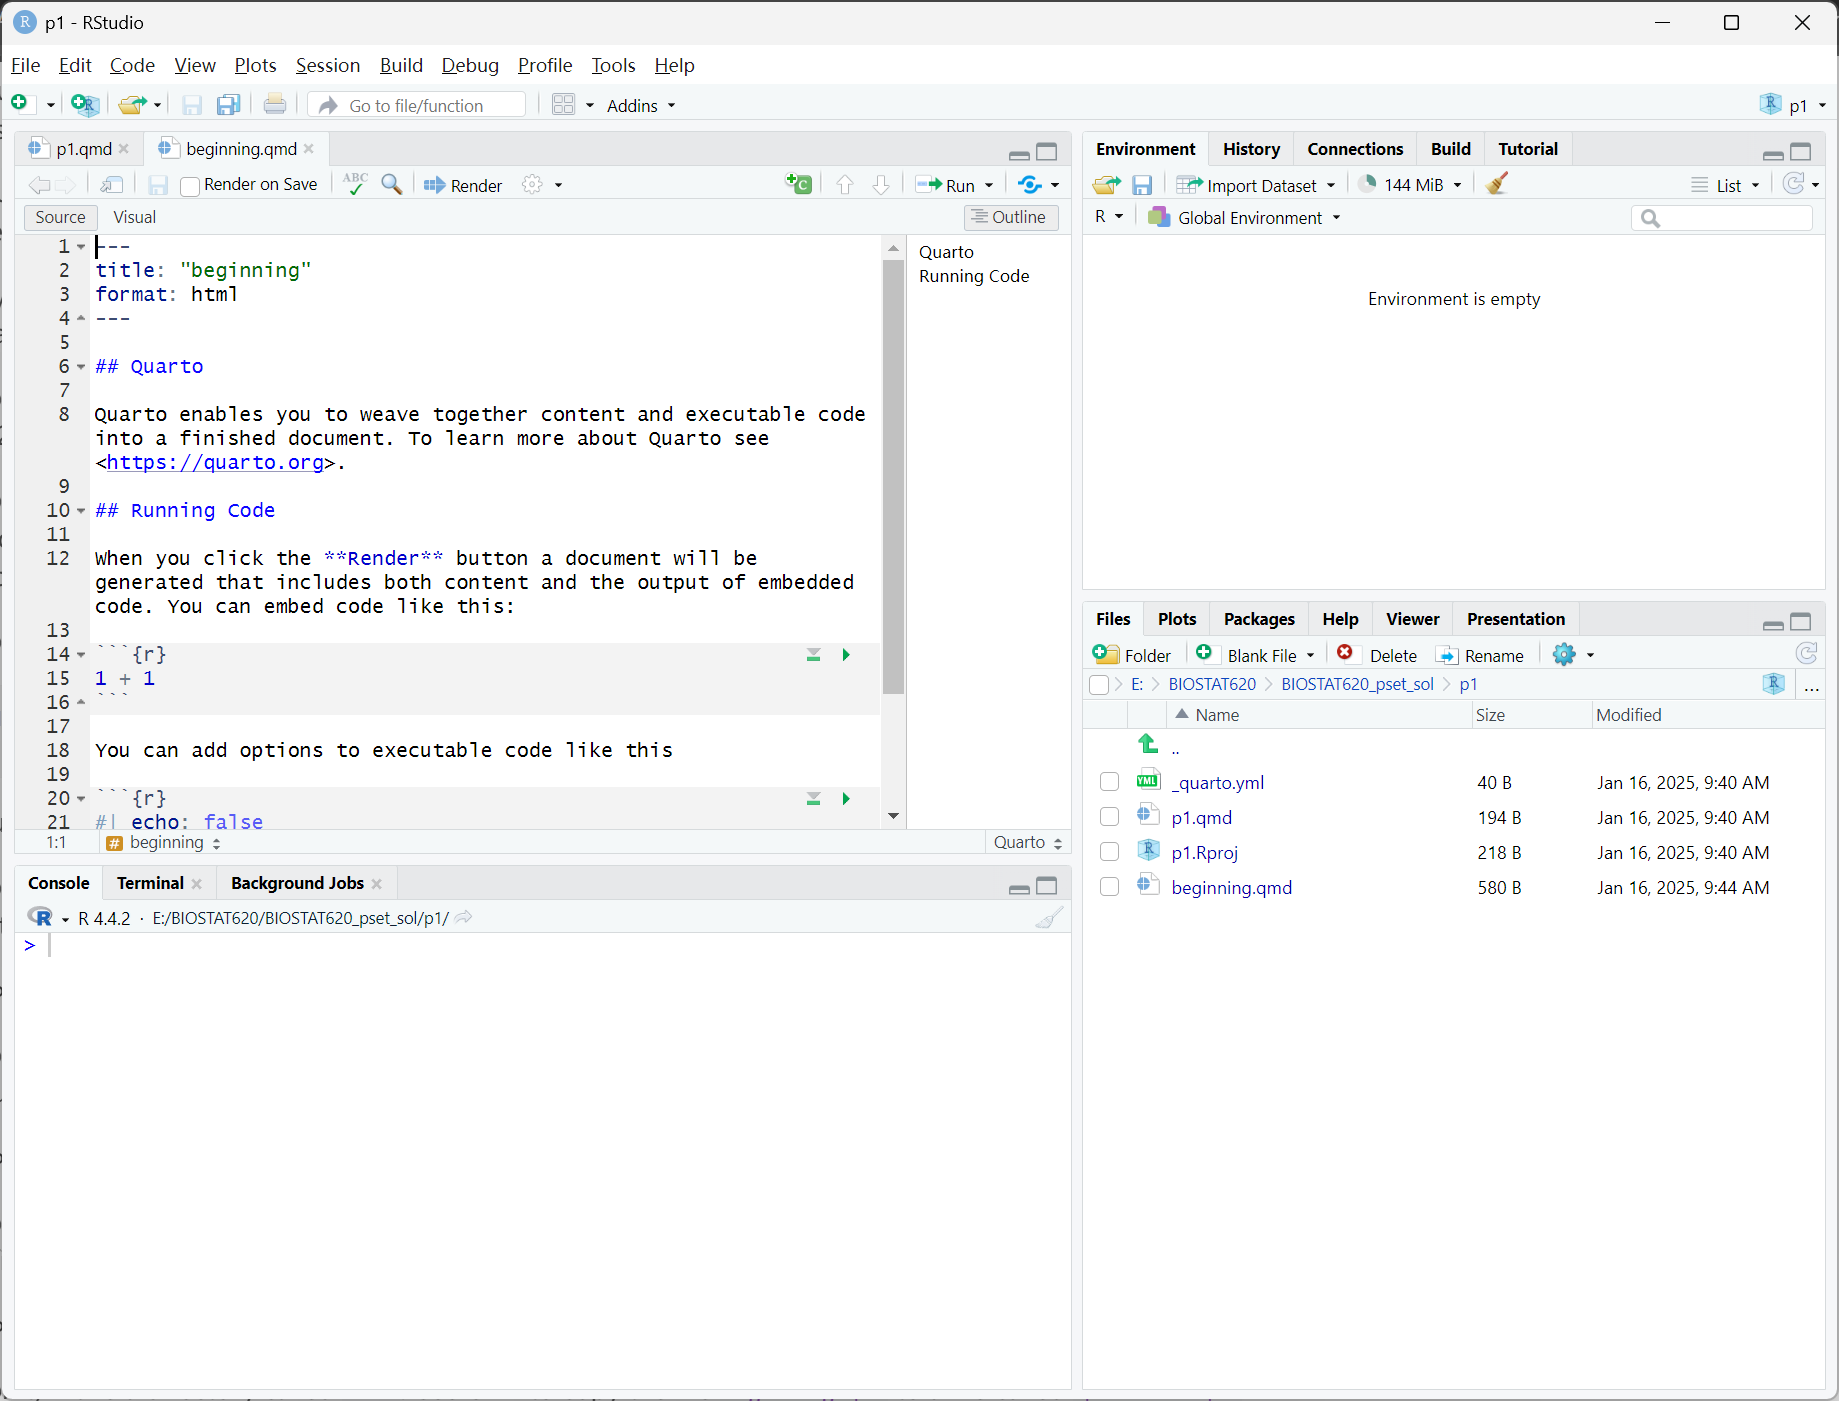 p1 - RStudio
File Edit Code View Plots Session Build Debug Profile Tools Help
Go to file/function Addins p1
p1.qmd beginning.qmd
Render on Save ABC Render Run
Source Visual Outline
1 ---
2 title: "beginning"
3 format: html
4 ---
5
6 ## Quarto
7
8 Quarto enables you to weave together content and executable code
into a finished document. To learn more about Quarto see
<https://quarto.org>.
9
10 ## Running Code
11
12 When you click the **Render** button a document will be
generated that includes both content and the output of embedded
code. You can embed code like this:
13
14 ```{r}
15 1 + 1
16 ```
17
18 You can add options to executable code like this
19
20 ```{r}
21 #| echo: false
Quarto
Running Code
1:1 # beginning Quarto
Console Terminal Background Jobs
R 4.4.2 · E:/BIOSTAT620/BIOSTAT620_pset_sol/p1/
>
Environment History Connections Build Tutorial
Import Dataset 144 MiB List
R Global Environment
Environment is empty
Files Plots Packages Help Viewer Presentation
Folder Blank File Delete Rename
E: BIOSTAT620 BIOSTAT620_pset_sol p1 ...
Name Size Modified
..
YML _quarto.yml 40 B Jan 16, 2025, 9:40 AM
p1.qmd 194 B Jan 16, 2025, 9:40 AM
p1.Rproj 218 B Jan 16, 2025, 9:40 AM
beginning.qmd 580 B Jan 16, 2025, 9:44 AM